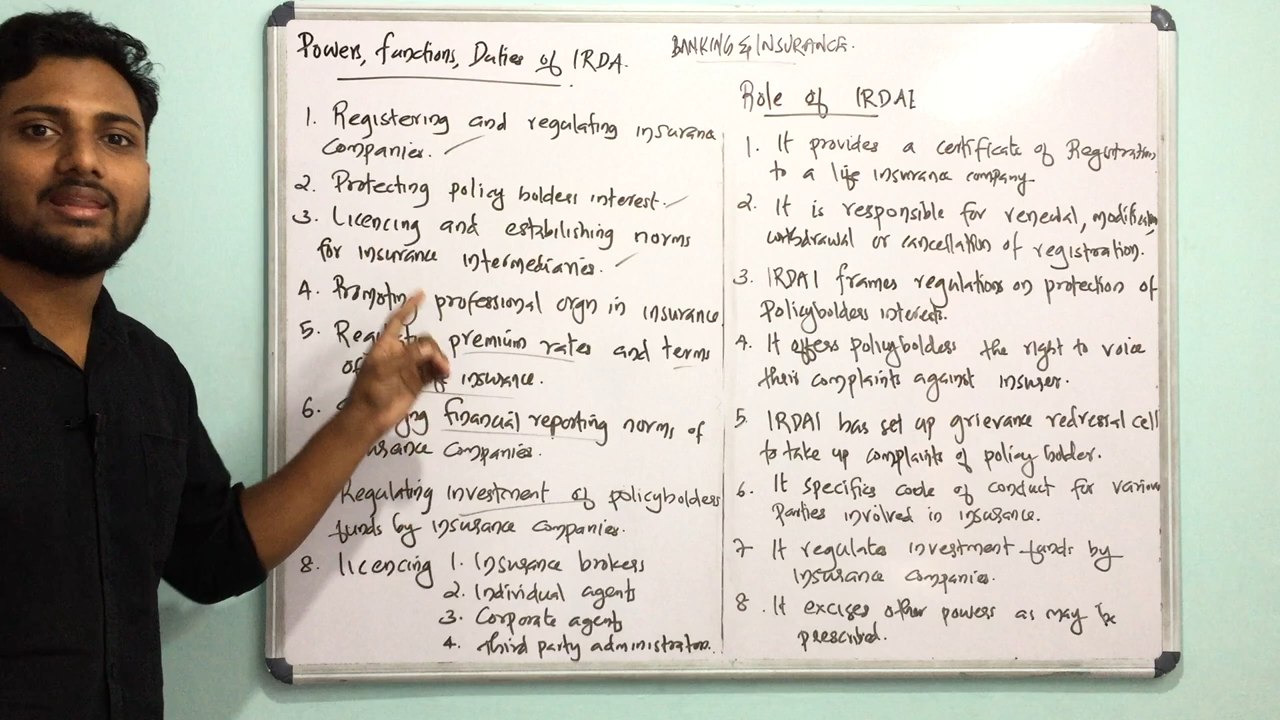 Powers, functions, Duties of IRDA.
BANKING & INSURANCE.
1. Registering and regulating insurance
Companies.
2. Protecting policy holders interest.
3. Licencing and estabilishing norms
for insurance intermediaries.
4. Promoting professional orgn in insurance
5. premium rates and terms
of insurance.
6. financial reporting norms of
Companies.
Regulating investment of policyholders
funds by insurance companies.
8. licencing 1. Insurance brokers
2. Individual agents
3. Corporate agents
4. Third party administrators.
Role of IRDAI
1. It provides a certificate of Registration
to a life insurance company.
2. It is responsible for renewal, modification,
withdrawal or cancellation of registration.
3. IRDAI frames regulations on protection of
Policyholders interests.
4. It offers policyholders the right to voice
their complaints against insurer.
5. IRDAI has set up grievance redressal cell
to take up complaints of policy holder.
6. It specifies code of conduct for various
Parties involved in insurance.
7 It regulates investment funds by
insurance companies.
8. It excises other powers as may be
prescribed.